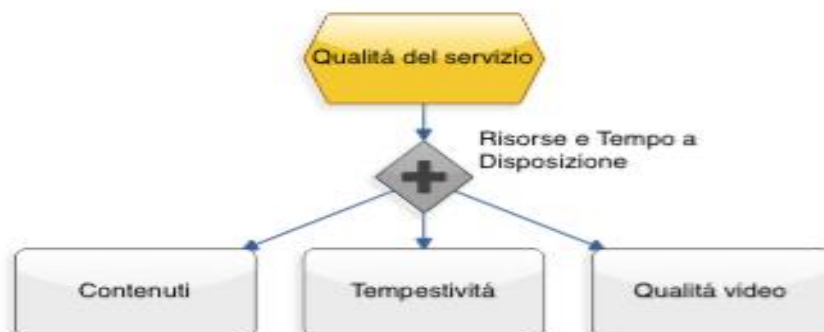 Qualitá del servizio
Risorse e Tempo a
Disposizione
Contenuti
Tempestivitá
Qualitá video